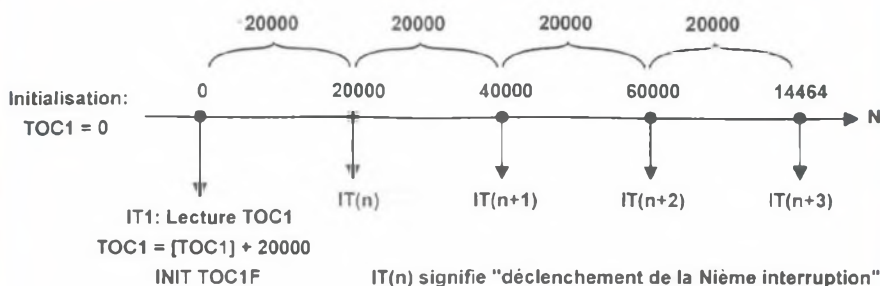 20000 20000 20000 20000
Initialisation: 0 20000 40000 60000 14464
TOC1 = 0 N
IT(n) IT(n+1) IT(n+2) IT(n+3)
IT1: Lecture TOC1
TOC1 = [TOC1] + 20000
INIT TOC1F IT(n) signifie "déclenchement de la Nième interruption"